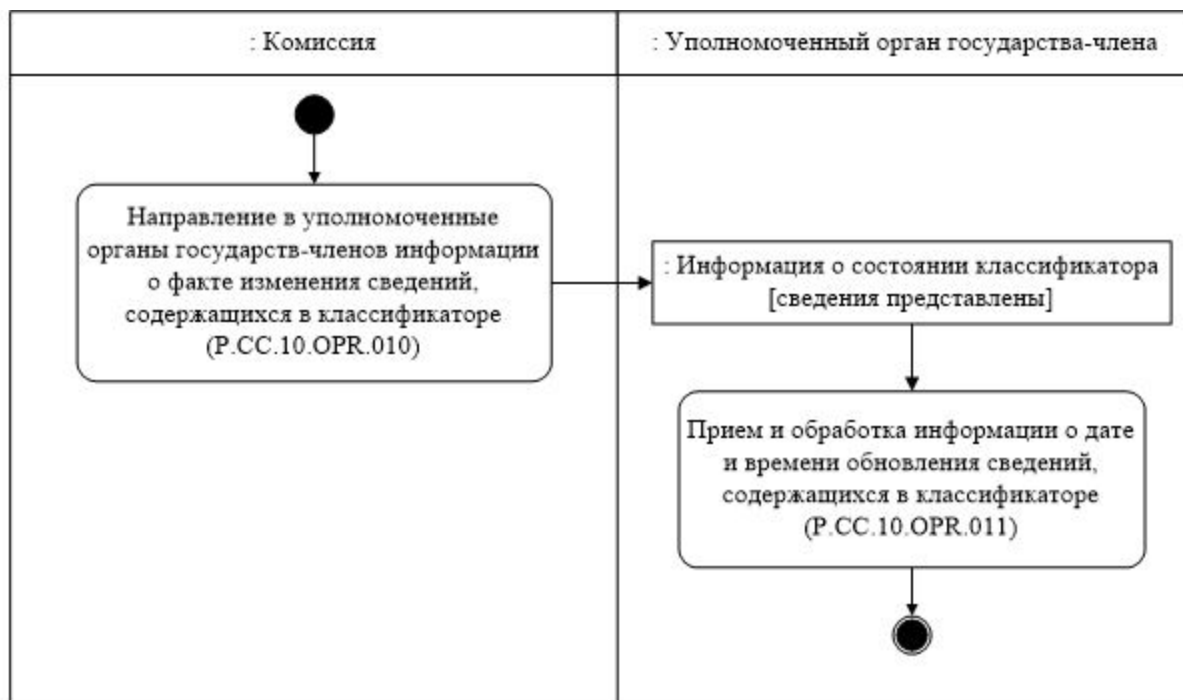 : Комиссия
: Уполномоченный орган государства-члена
Направление в уполномоченные
органы государств-членов информации
о факте изменения сведений,
содержащихся в классификаторе
(P.CC.10.OPR.010)
: Информация о состоянии классификатора
[сведения представлены]
Прием и обработка информации о дате
и времени обновления сведений,
содержащихся в классификаторе
(P.CC.10.OPR.011)